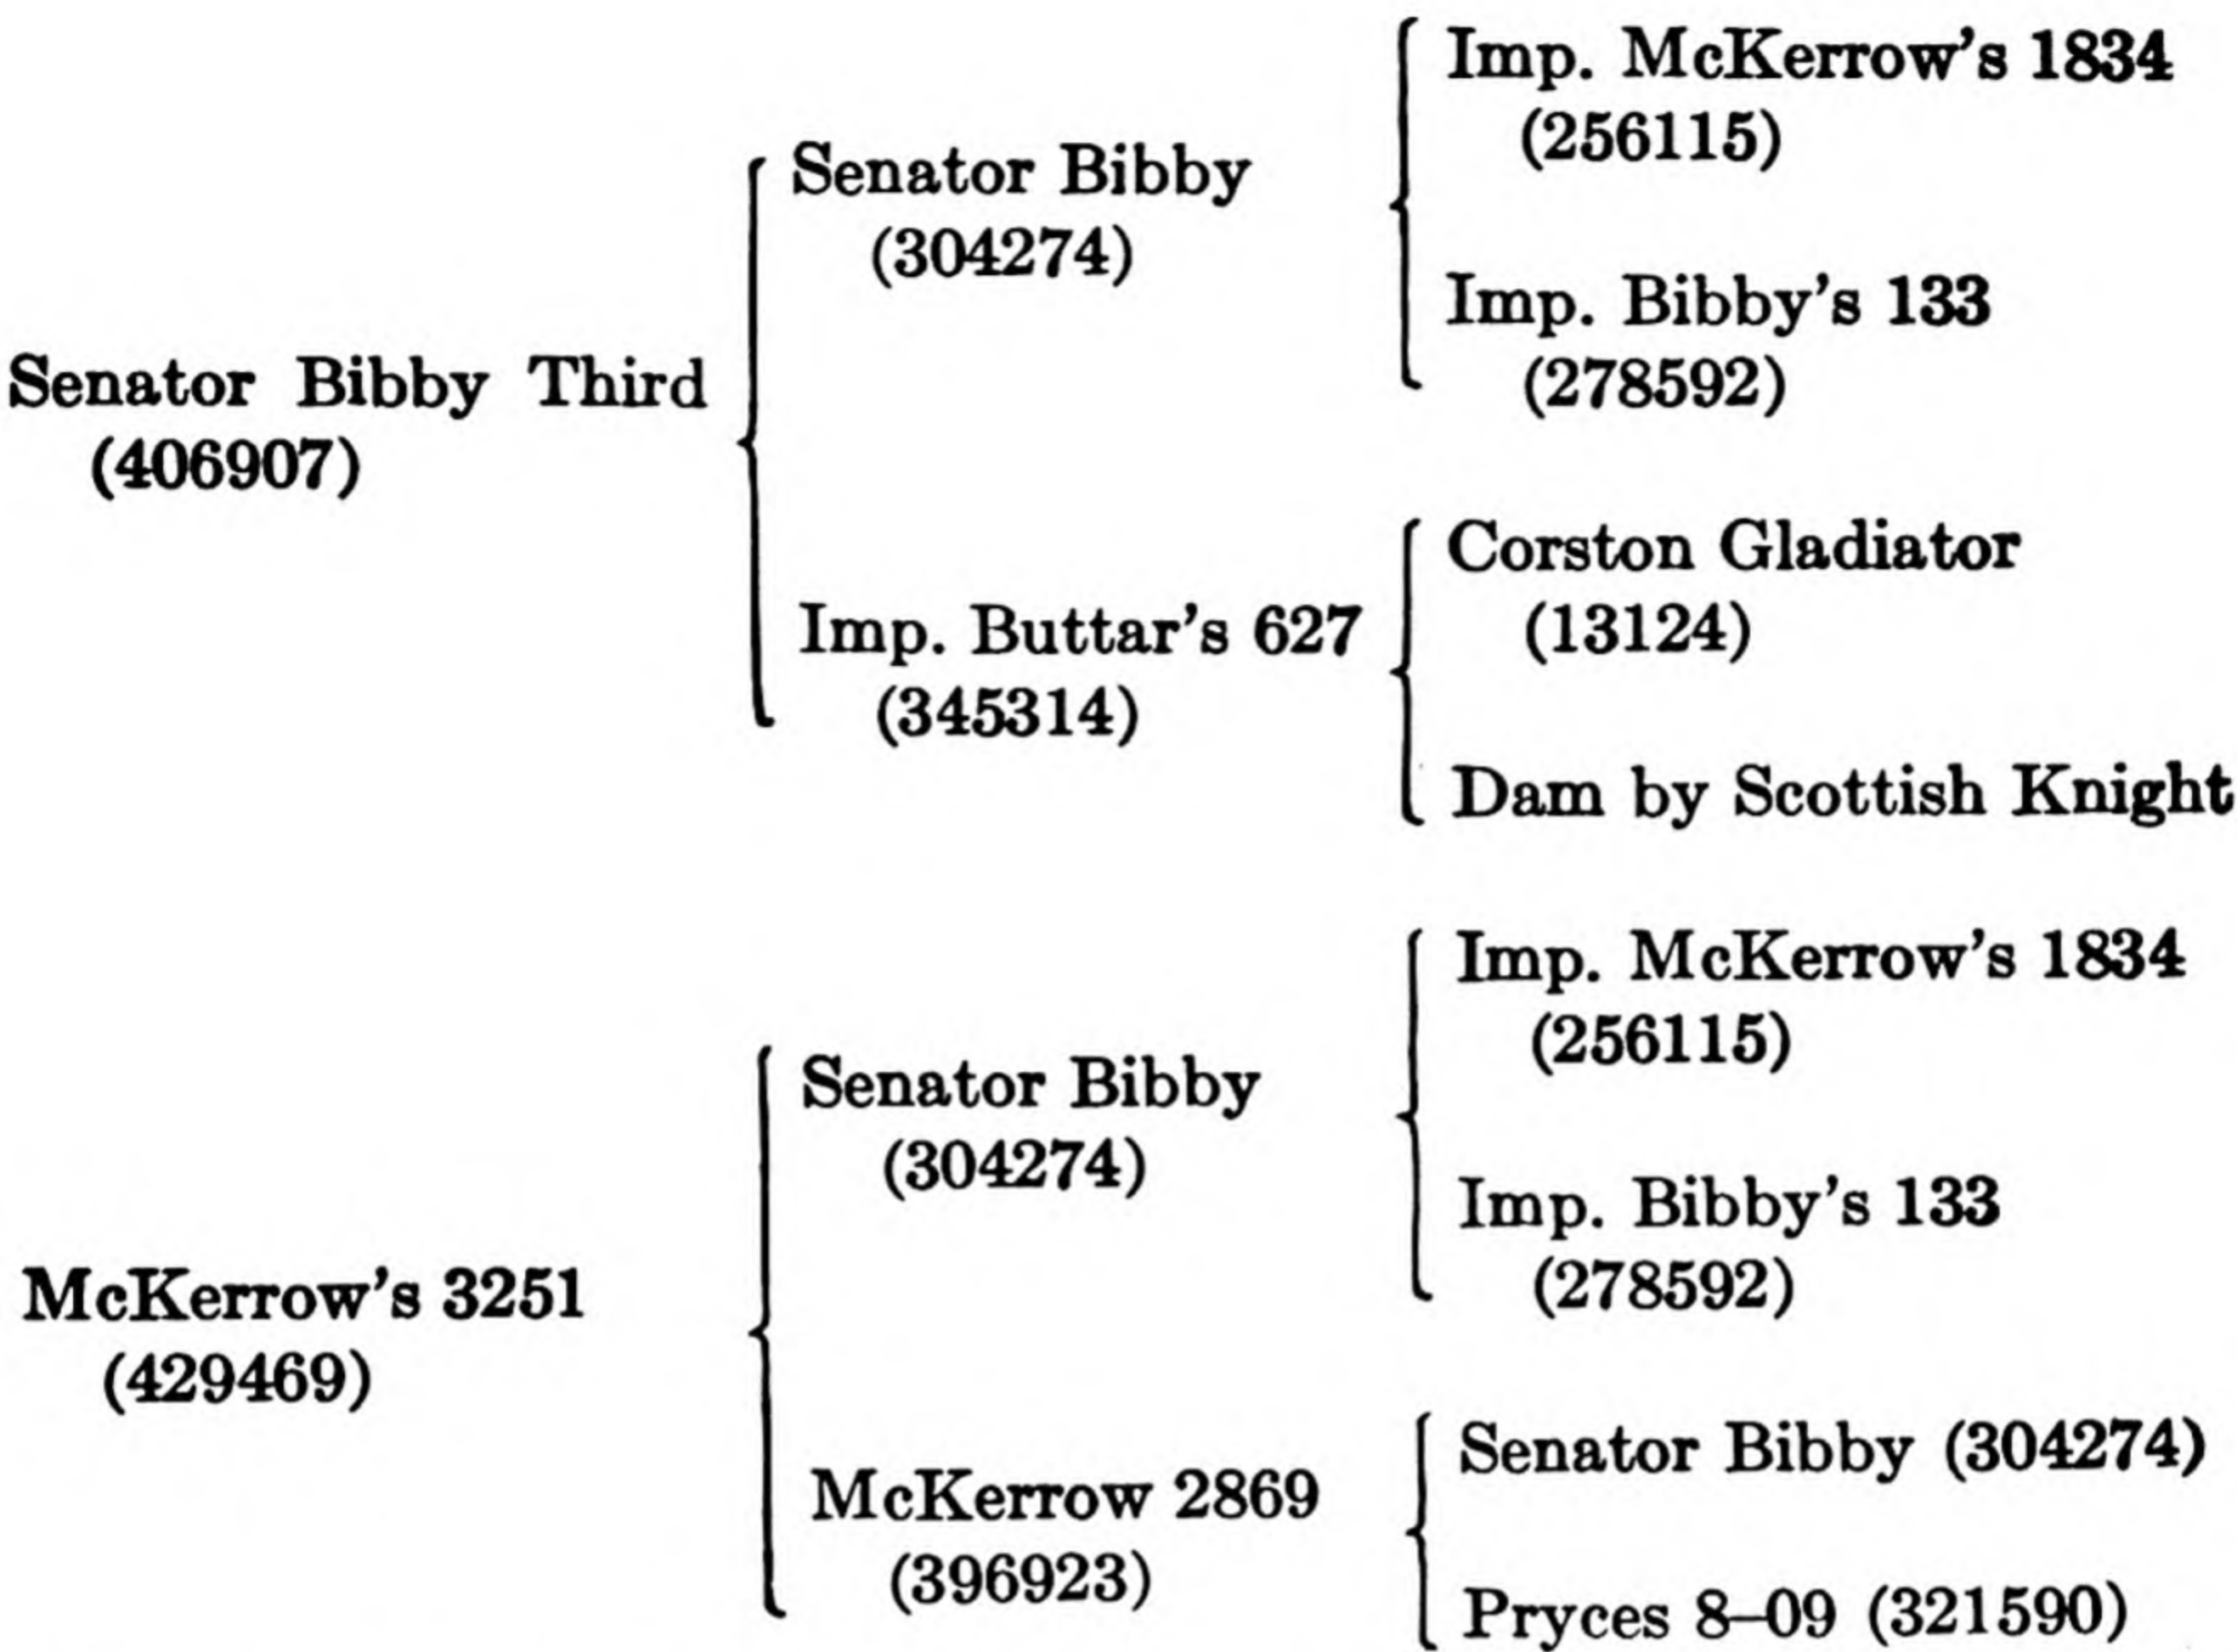 Senator Bibby Third
(406907)
Senator Bibby
(304274)
Imp. McKerrow's 1834
(256115)
Imp. Bibby's 133
(278592)
Imp. Buttar's 627
(345314)
Corston Gladiator
(13124)
Dam by Scottish Knight
McKerrow's 3251
(429469)
Senator Bibby
(304274)
Imp. McKerrow's 1834
(256115)
Imp. Bibby's 133
(278592)
McKerrow 2869
(396923)
Senator Bibby (304274)
Pryces 8–09 (321590)